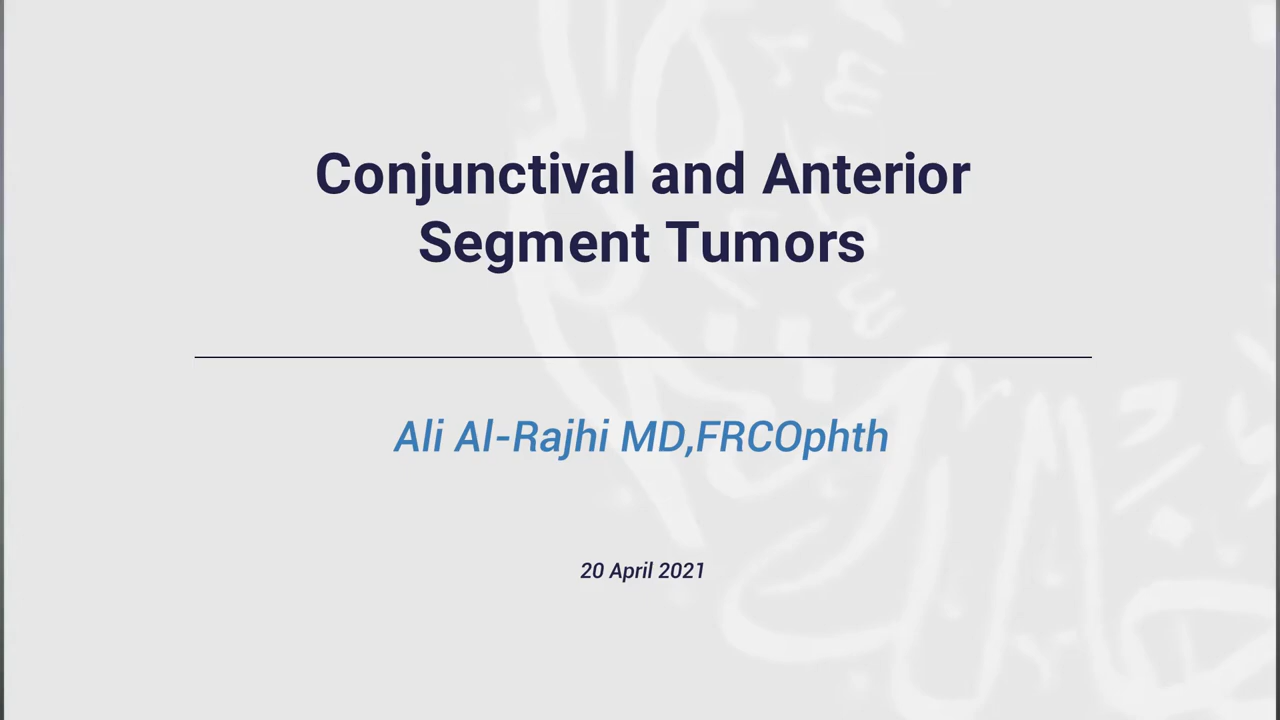 Conjunctival and Anterior
Segment Tumors
Ali Al-Rajhi MD,FRCOphth
20 April 2021